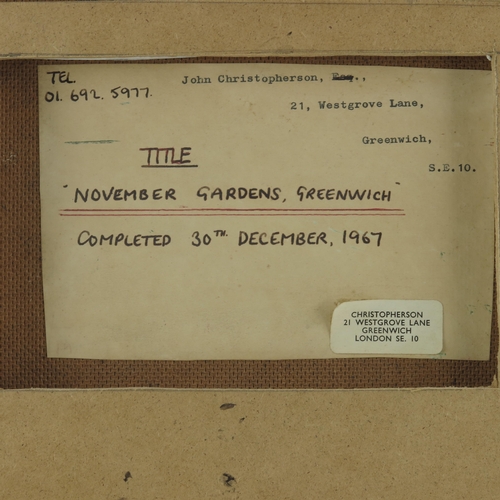 TEL.
01. 692. 5977.
John Christopherson, Esq.,
21, Westgrove Lane,
Greenwich,
S.E.10.
TITLE
"NOVEMBER GARDENS, GREENWICH"
COMPLETED 30TH. DECEMBER, 1967
CHRISTOPHERSON
21 WESTGROVE LANE
GREENWICH
LONDON SE. 10